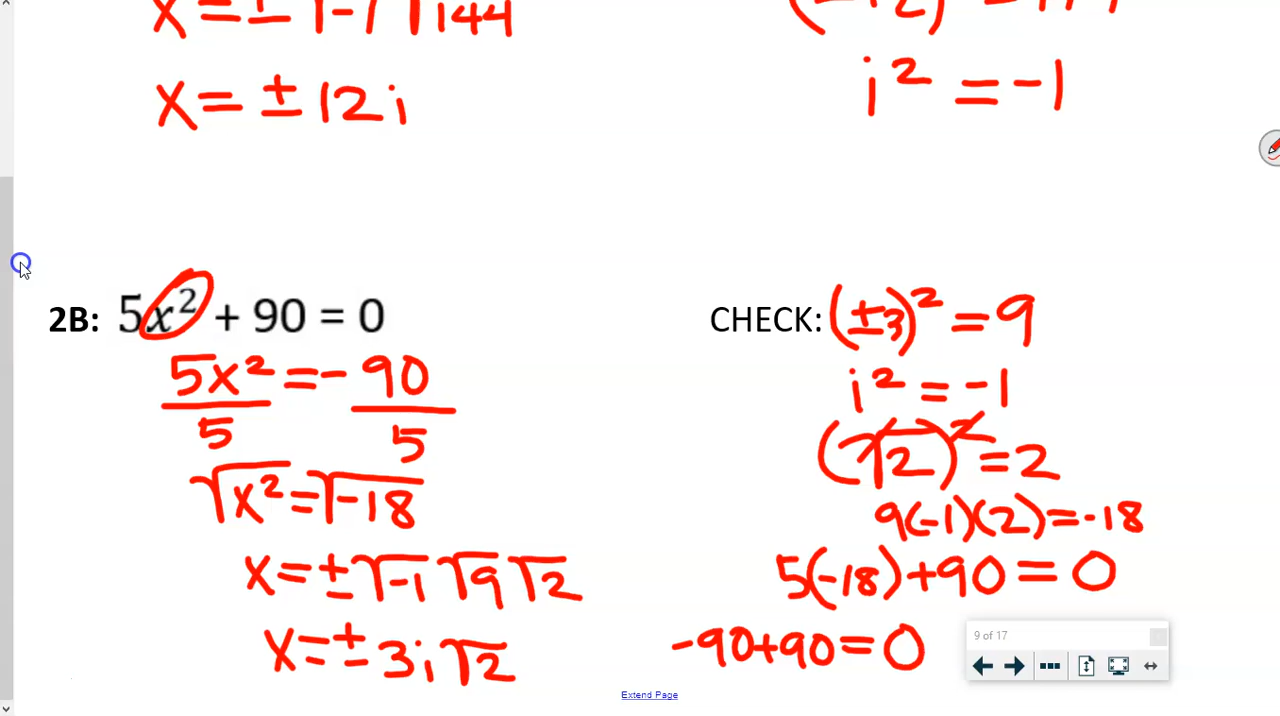 x = ± √-1 √144
x = ± 12i
i² = -1
2B: 5x² + 90 = 0
5x² = - 90
5 5
√x² = √-18
x = ± √-1 √9 √2
x = ± 3i√2
CHECK: (±3)² = 9
i² = -1
(√2)² = 2
9(-1)(2) = -18
5(-18) + 90 = 0
-90 + 90 = 0
9 of 17
Extend Page